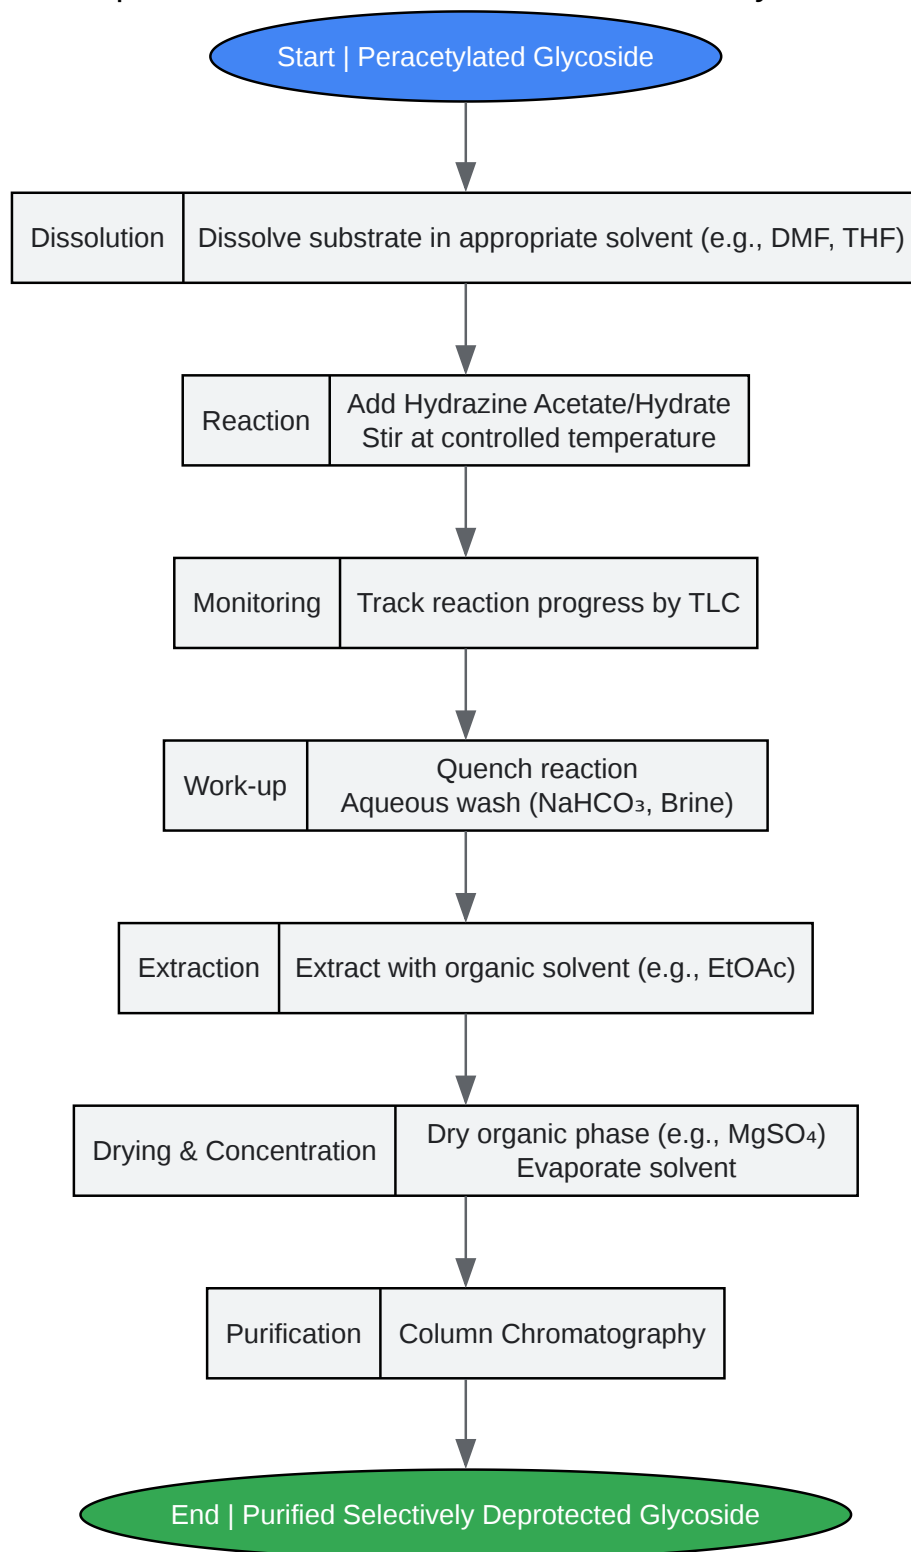 Start | Peracetylated Glycoside
Dissolution
Dissolve substrate in appropriate solvent (e.g., DMF, THF)
Reaction
Add Hydrazine Acetate/Hydrate
Stir at controlled temperature
Monitoring
Track reaction progress by TLC
Work-up
Quench reaction
Aqueous wash (NaHCO₃, Brine)
Extraction
Extract with organic solvent (e.g., EtOAc)
Drying & Concentration
Dry organic phase (e.g., MgSO₄)
Evaporate solvent
Purification
Column Chromatography
End | Purified Selectively Deprotected Glycoside